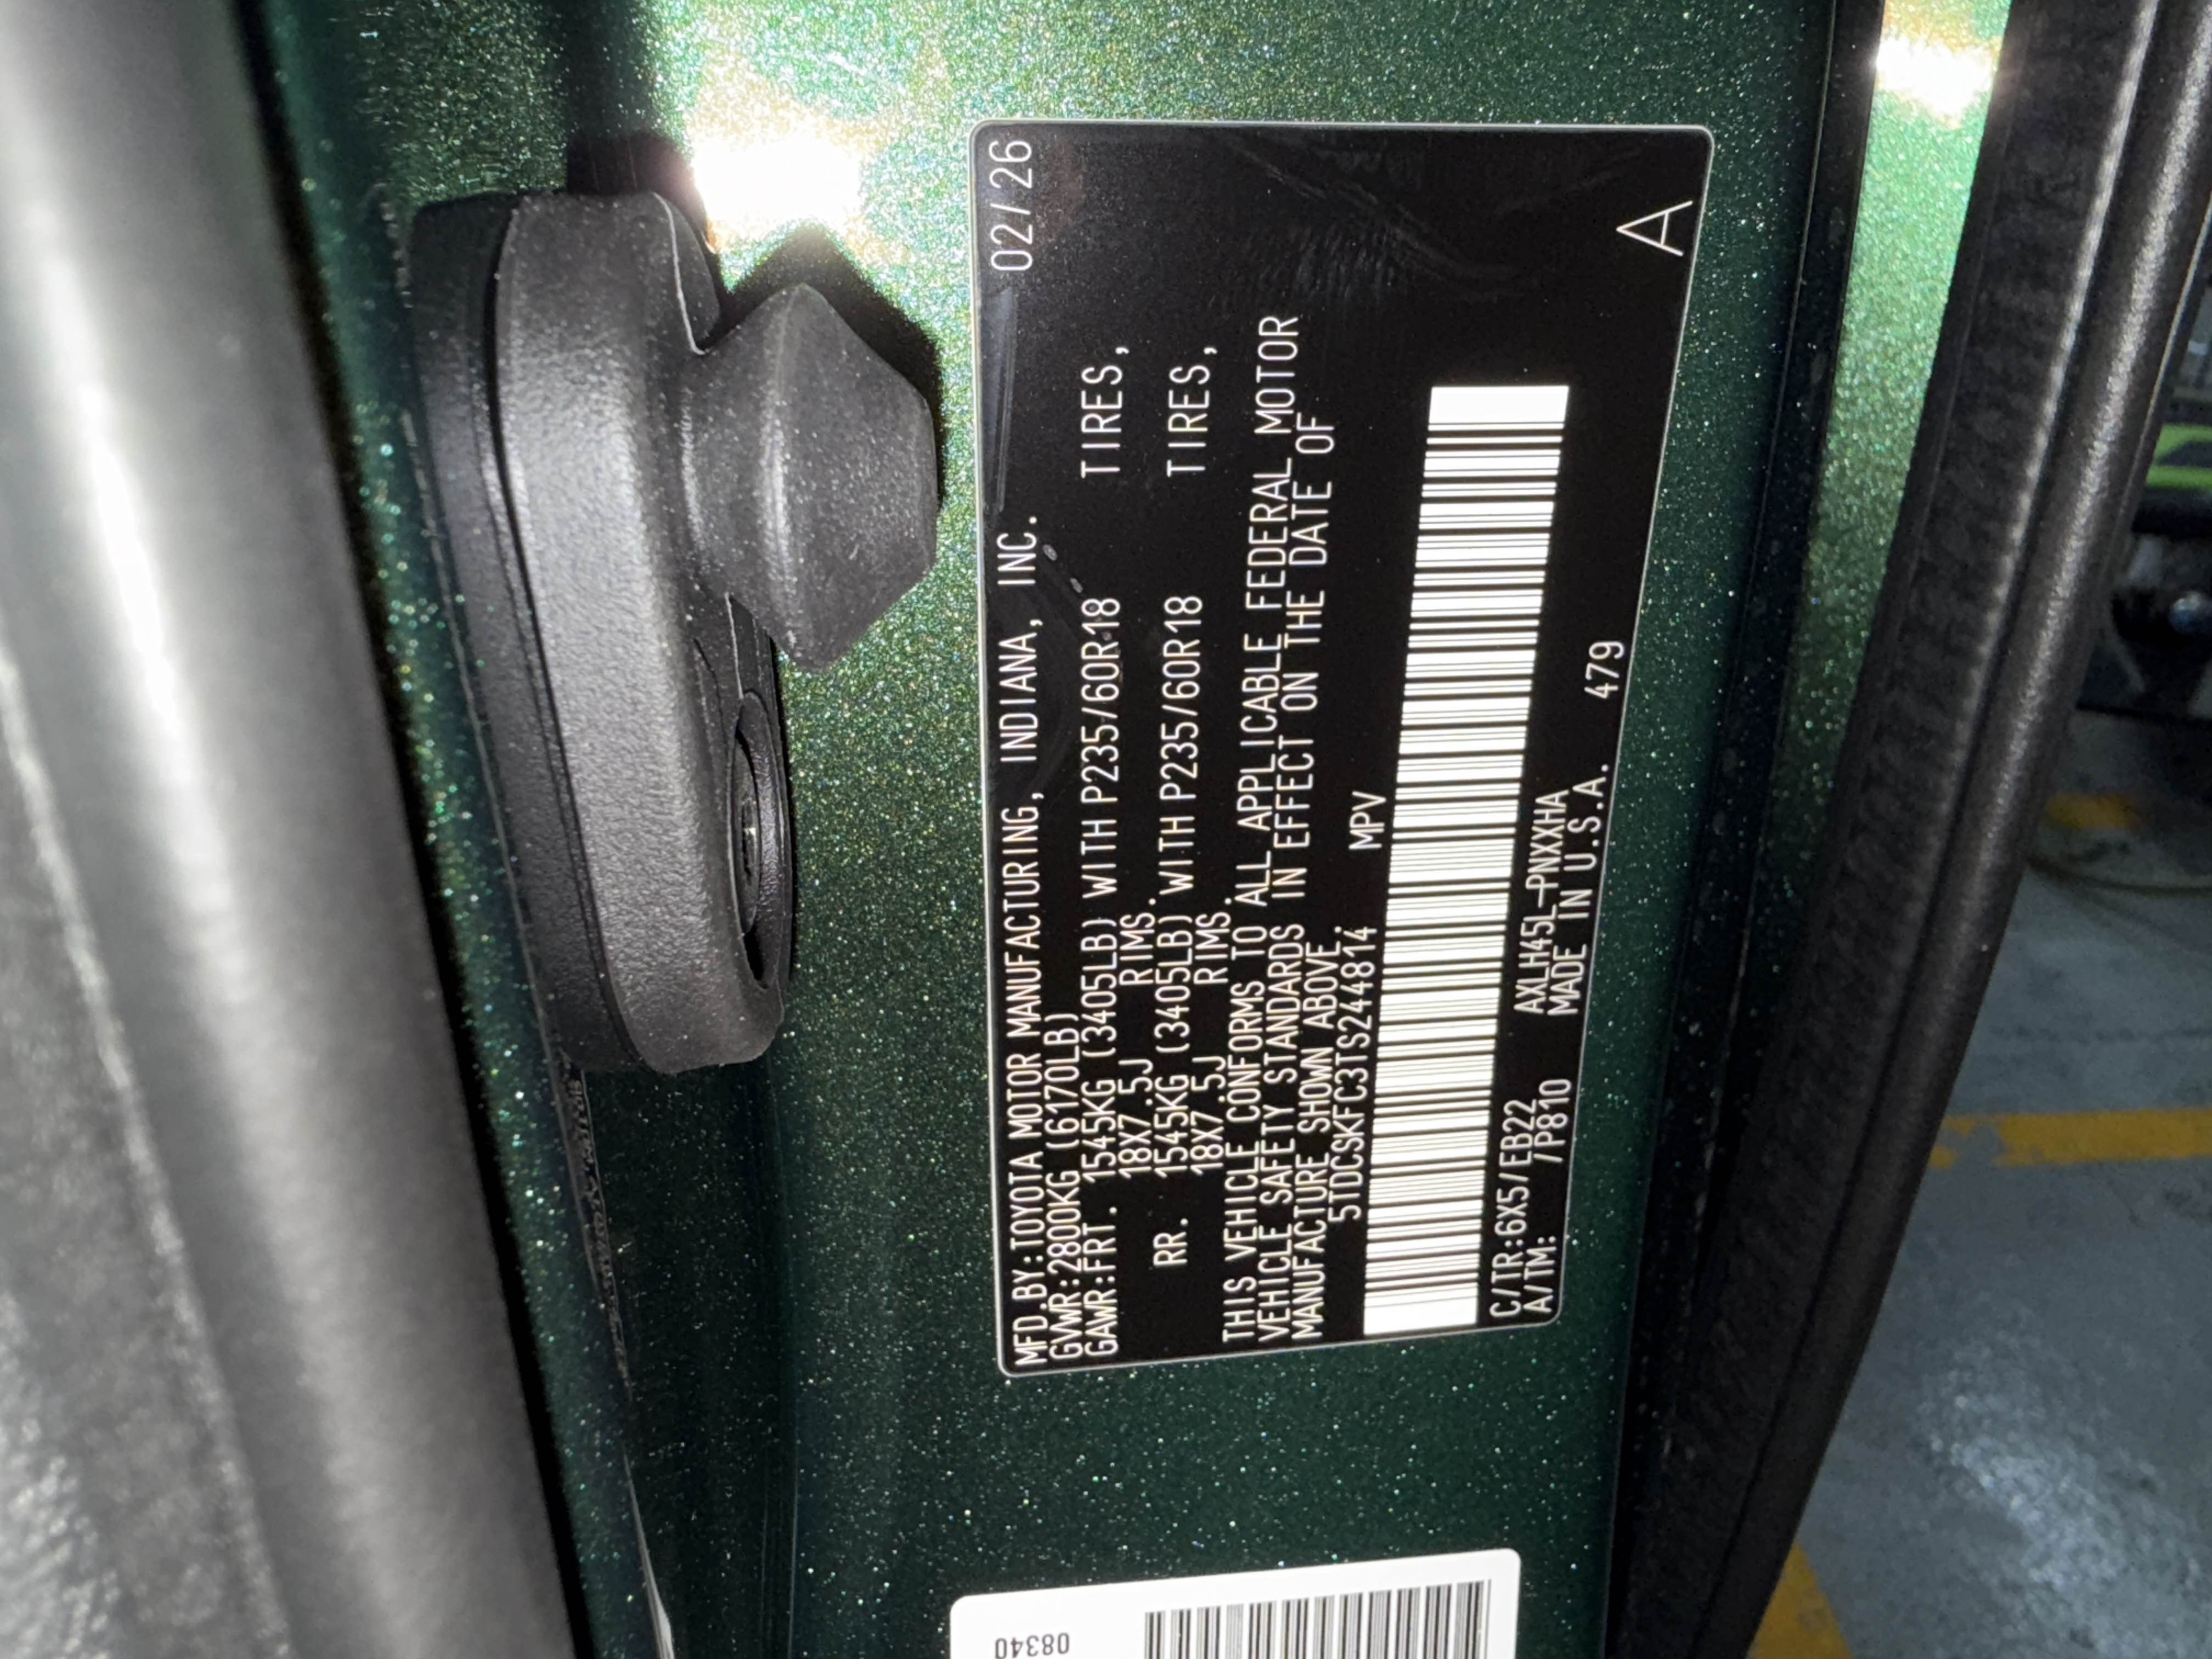 MFD.BY:TOYOTA MOTOR MANUFACTURING, INDIANA, INC. 02/26
GVWR:2800KG (6170LB)
GAWR:FRT. 1545KG (3405LB) WITH P235/60R18 TIRES,
18X7.5J RIMS.
RR. 1545KG (3405LB) WITH P235/60R18 TIRES,
18X7.5J RIMS.
THIS VEHICLE CONFORMS TO ALL APPLICABLE FEDERAL MOTOR
VEHICLE SAFETY STANDARDS IN EFFECT ON THE DATE OF
MANUFACTURE SHOWN ABOVE.
5TDCSKFC3TS244814 MPV
C/TR:6X5/EB22 AXLH45L-PNXXHA
A/TM: /P810 MADE IN U.S.A. 479
A
08340